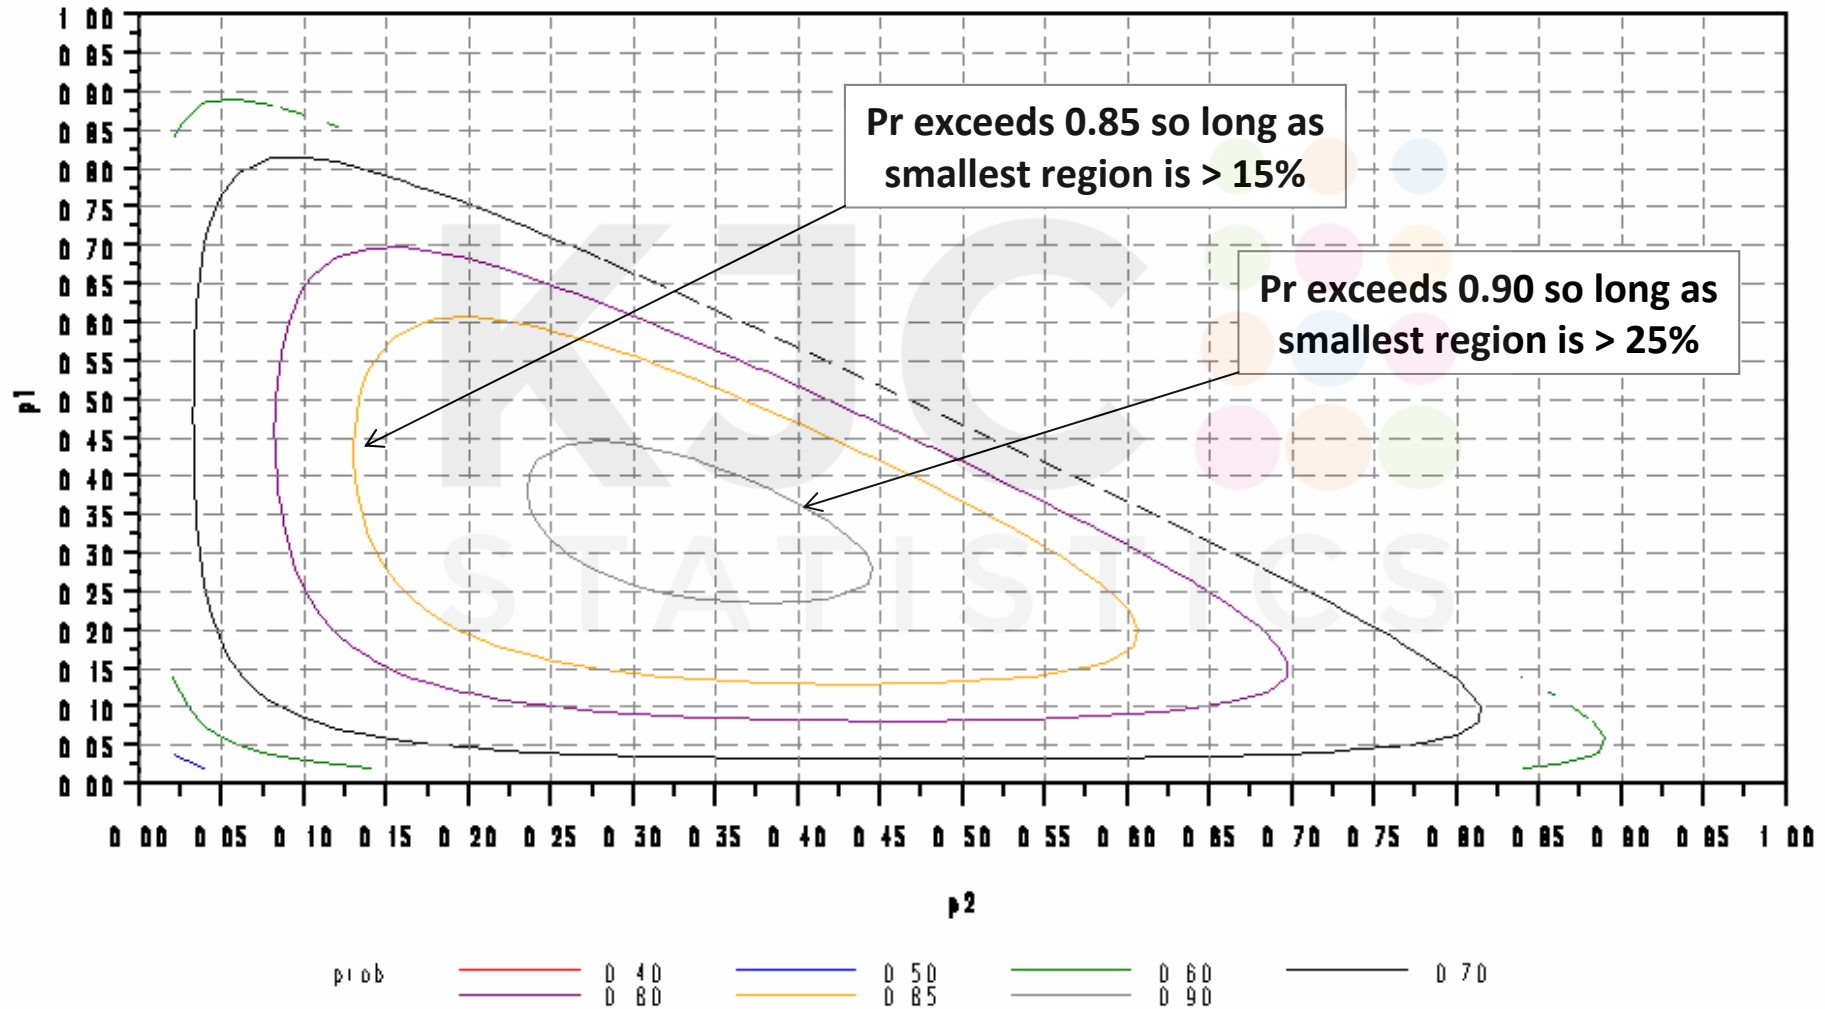 1 00
0 95
0 90
0 85
0 80
0 75
0 70
0 65
0 60
0 55
0 50
0 45
0 40
0 35
0 30
0 25
0 20
0 15
0 10
0 05
0 00
p1
Pr exceeds 0.85 so long as
smallest region is > 15%
Pr exceeds 0.90 so long as
smallest region is > 25%
KJC
STATISTICS
0 00 0 05 0 10 0 15 0 20 0 25 0 30 0 35 0 40 0 45 0 50 0 55 0 60 0 65 0 70 0 75 0 80 0 85 0 90 0 95 1 00
p2
prob 0 40 0 50 0 60 0 70
0 80 0 85 0 90